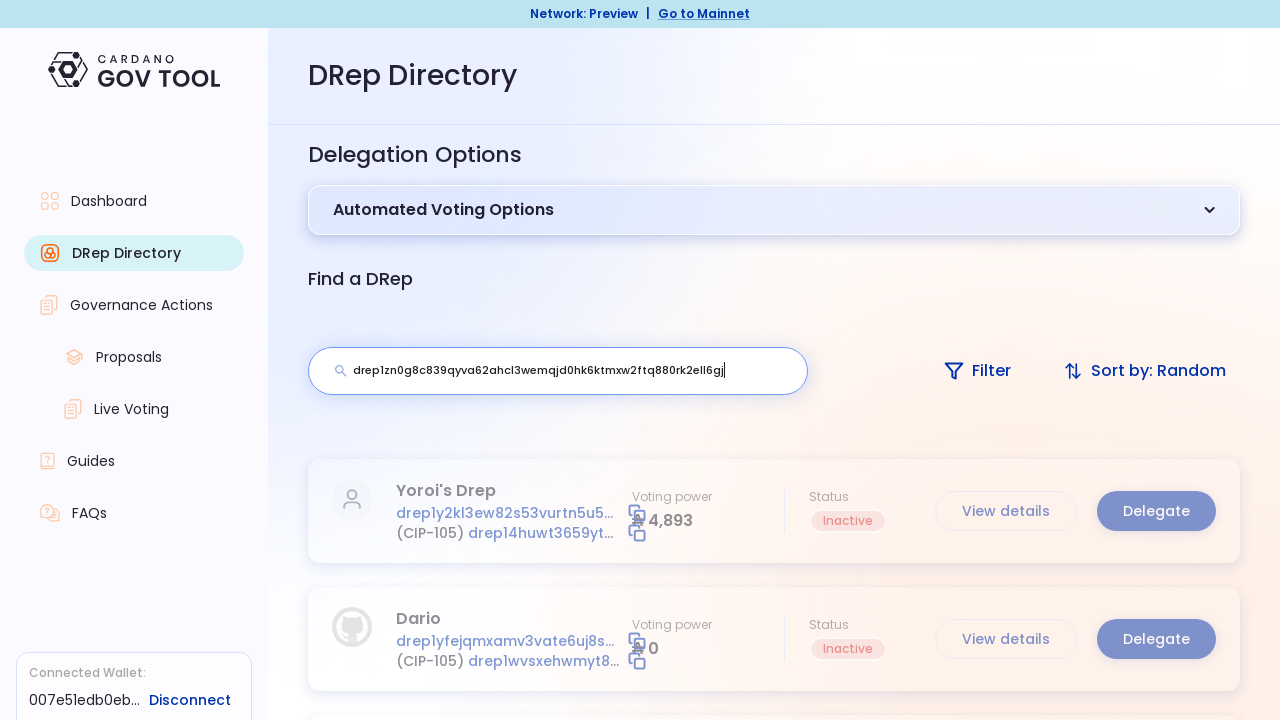 Network: Preview | Go to Mainnet
CARDANO
GOV TOOL
DRep Directory
Delegation Options
Automated Voting Options
Find a DRep
Dashboard
DRep Directory
Governance Actions
Proposals
Live Voting
Guides
FAQs
drep1zn0g8c839qyva62ahcl3wemqjd0hk6ktmxw2ftq880rk2ell6gj
Filter
Sort by: Random
Yoroi's Drep
drep1y2kl3ew82s53vurtn5u5...
(CIP-105) drep14huwt3659yt...
Voting power
₳ 4,893
Status
Inactive
View details
Delegate
Dario
drep1yfejqmxamv3vate6uj8s...
(CIP-105) drep1wvsxehwmyt8...
Voting power
₳ 0
Status
Inactive
View details
Delegate
Connected Wallet:
007e51edb0eb...
Disconnect